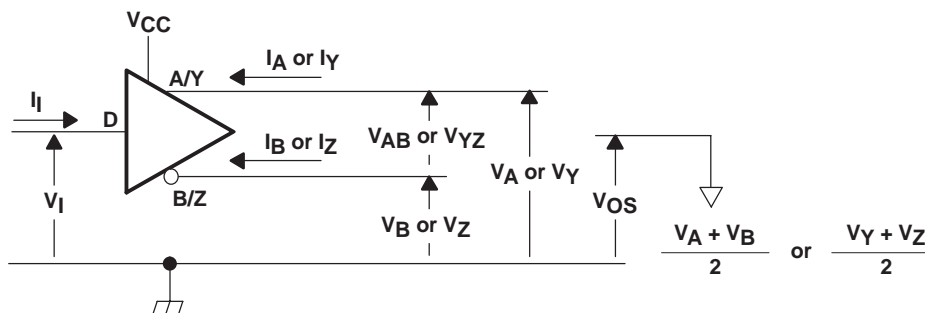 VCC
IA or IY
A/Y
II
D
IB or IZ
VAB or VYZ
VA or VY
VI
B/Z
VB or VZ
VOS
VA + VB
2
or
VY + VZ
2